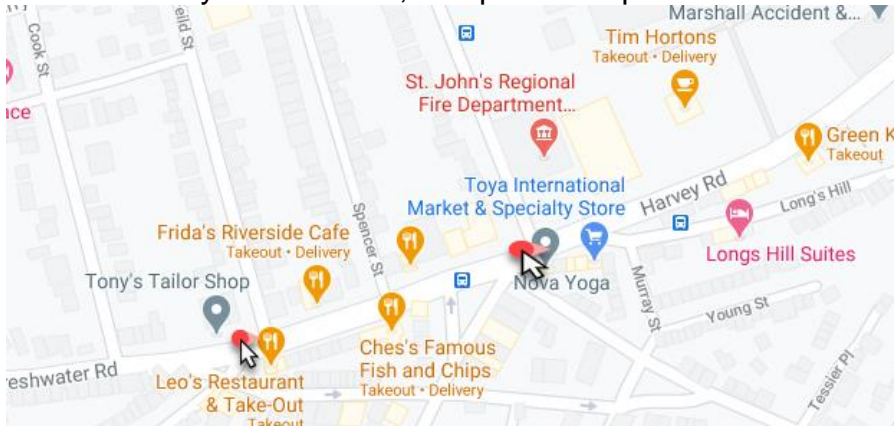 Marshall Accident &...
Tim Hortons
Takeout • Delivery
Cook St
St. John's Regional
Fire Department...
Green
Takeout
Toya International
Market & Specialty Store
Harvey Rd
Long's Hill
Spencer St
Frida's Riverside Cafe
Takeout • Delivery
Longs Hill Suites
Tony's Tailor Shop
Nova Yoga
Murray St
Young St
Ches's Famous
Fish and Chips
Takeout • Delivery
Tessier Pl
eshwater Rd
Leo's Restaurant
& Take-Out
Takeout